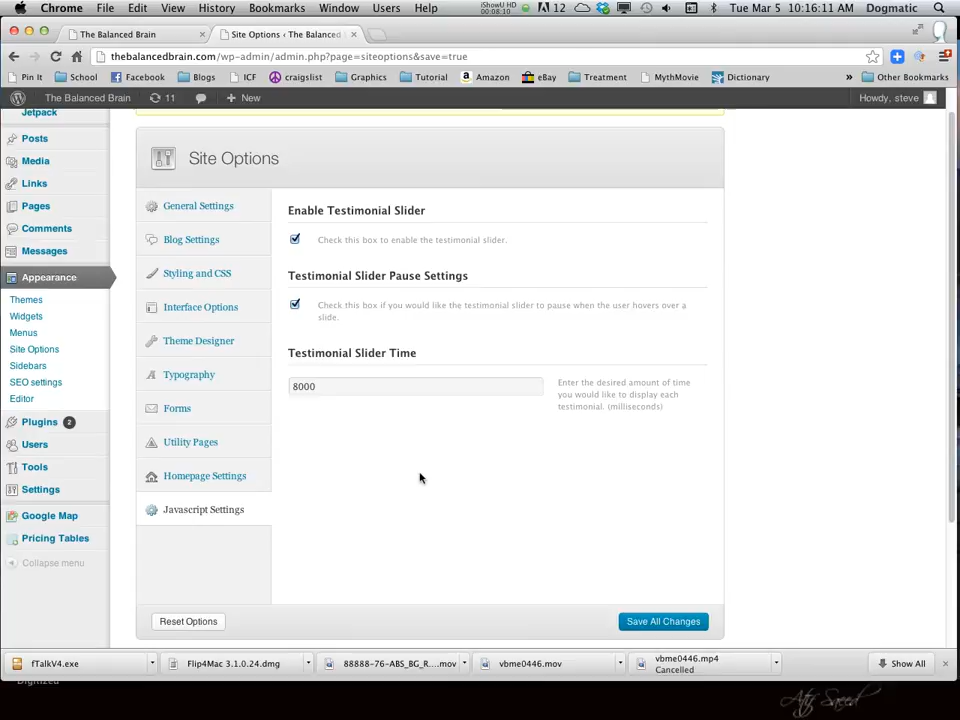 Chrome File Edit View History Bookmarks Window Users Help iShowU HD 00:08:10 12 Tue Mar 5 10:16:11 AM Dogmatic
The Balanced Brain
Site Options ‹ The Balanced
thebalancedbrain.com/wp-admin/admin.php?page=siteoptions&save=true
Pin It School Facebook Blogs ICF craigslist Graphics Tutorial Amazon eBay Treatment MythMovie Dictionary » Other Bookmarks
The Balanced Brain 11 + New Howdy, steve
Jetpack
Posts
Media
Links
Pages
Comments
Messages
Appearance
Themes
Widgets
Menus
Site Options
Sidebars
SEO settings
Editor
Plugins 2
Users
Tools
Settings
Google Map
Pricing Tables
Collapse menu
Site Options
General Settings
Blog Settings
Styling and CSS
Interface Options
Theme Designer
Typography
Forms
Utility Pages
Homepage Settings
Javascript Settings
Enable Testimonial Slider
Check this box to enable the testimonial slider.
Testimonial Slider Pause Settings
Check this box if you would like the testimonial slider to pause when the user hovers over a
slide.
Testimonial Slider Time
8000
Enter the desired amount of time
you would like to display each
testimonial. (milliseconds)
Reset Options
Save All Changes
fTalkV4.exe
Flip4Mac 3.1.0.24.dmg
88888-76-ABS_BG_R....mov
vbme0446.mov
vbme0446.mp4
Cancelled
Show All
Digitized
Atif Saeed